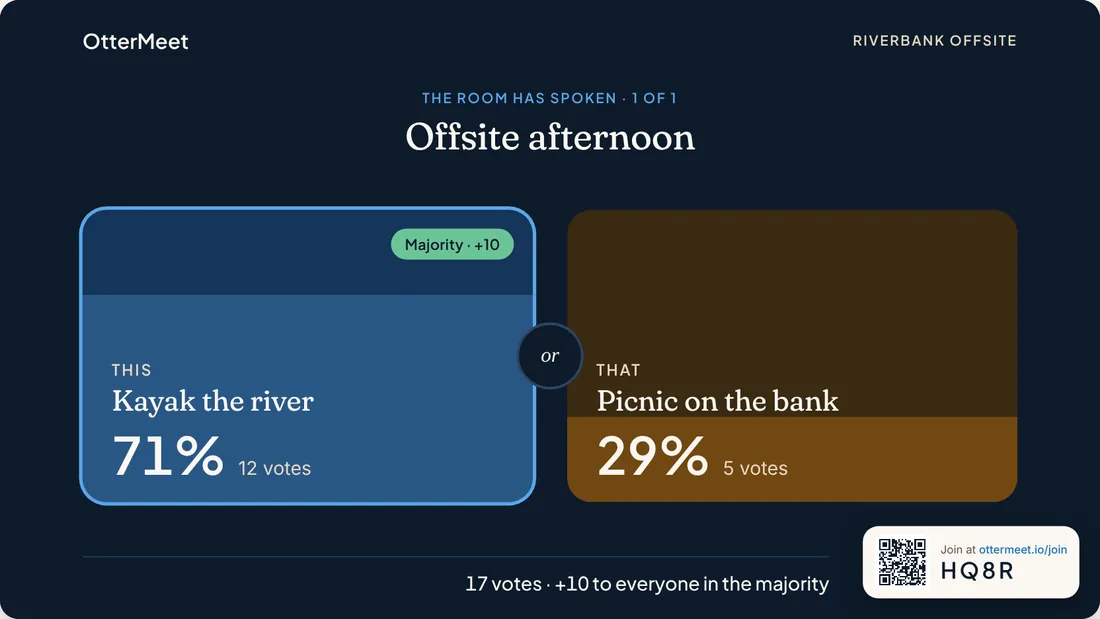 OtterMeet
RIVERBANK OFFSITE
THE ROOM HAS SPOKEN · 1 OF 1
Offsite afternoon
Majority · +10
THIS
Kayak the river
71% 12 votes
or
THAT
Picnic on the bank
29% 5 votes
17 votes · +10 to everyone in the majority
Join at ottermeet.io/join
HQ8R